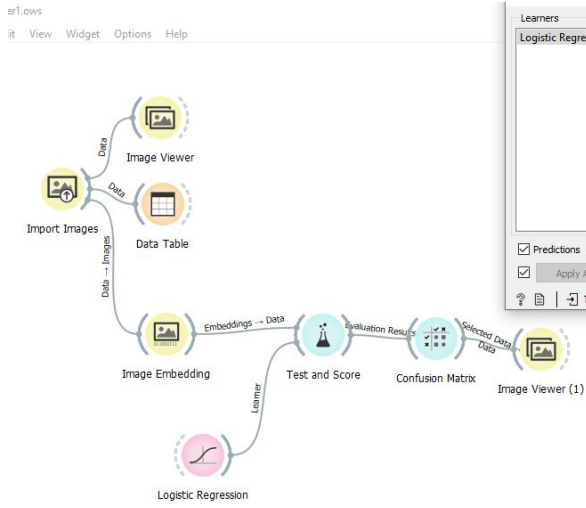 er1.ows
it View Widget Options Help
Learners
Logistic Regre
Data
Image Viewer
Data
Import Images
Data Table
Data → Images
Predictions
Apply A
Embeddings → Data
Evaluation Results
Selected Data
Data
Image Embedding
Test and Score
Confusion Matrix
Image Viewer (1)
Learner
Logistic Regression